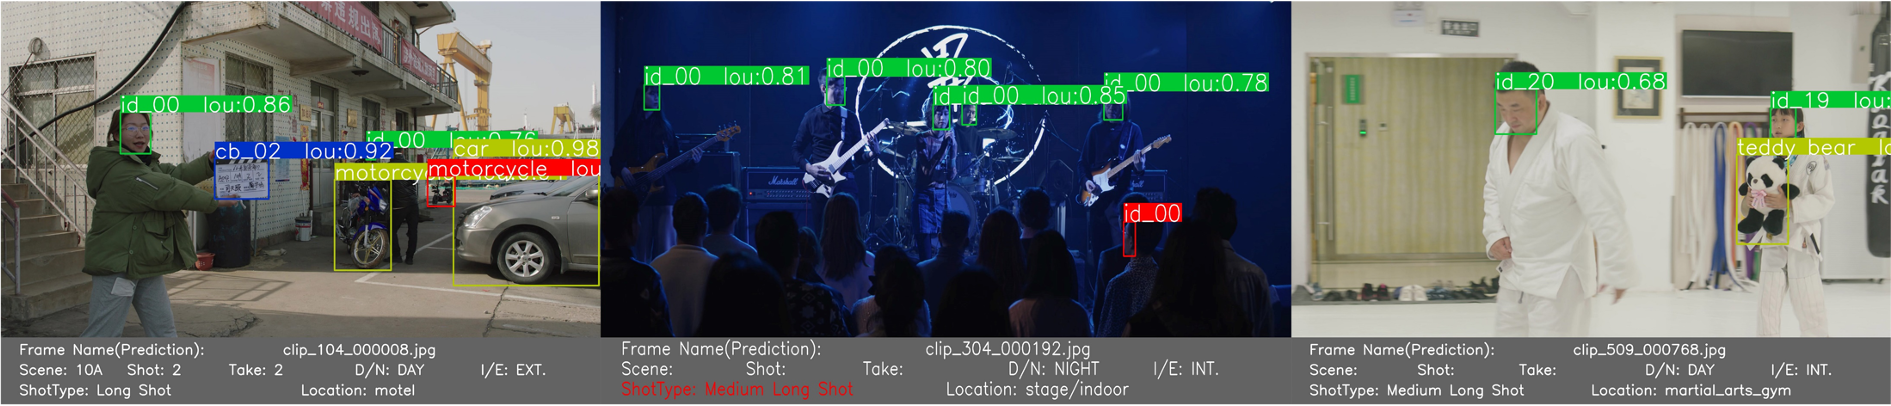 id_00 Iou:0.86
cb_02 Iou:0.92
_00 Iou:0.76
car Iou:0.98
motorcy
motorcycle Iou
Frame Name(Prediction): clip_104_000008.jpg
Scene: 10A Shot: 2 Take: 2 D/N: DAY I/E: EXT.
ShotType: Long Shot Location: motel
id_00 Iou:0.81
id_00 Iou:0.80
id_id_00 Iou:0.85
id_00 Iou:0.78
id_00
Marshall
Frame Name(Prediction): clip_304_000192.jpg
Scene: Shot: Take: D/N: NIGHT I/E: INT.
ShotType: Medium Long Shot Location: stage/indoor
id_20 Iou:0.68
id_19 Iou:
teddy bear Io
Frame Name(Prediction): clip_509_000768.jpg
Scene: Shot: Take: D/N: DAY I/E: INT.
ShotType: Medium Long Shot Location: martial_arts_gym